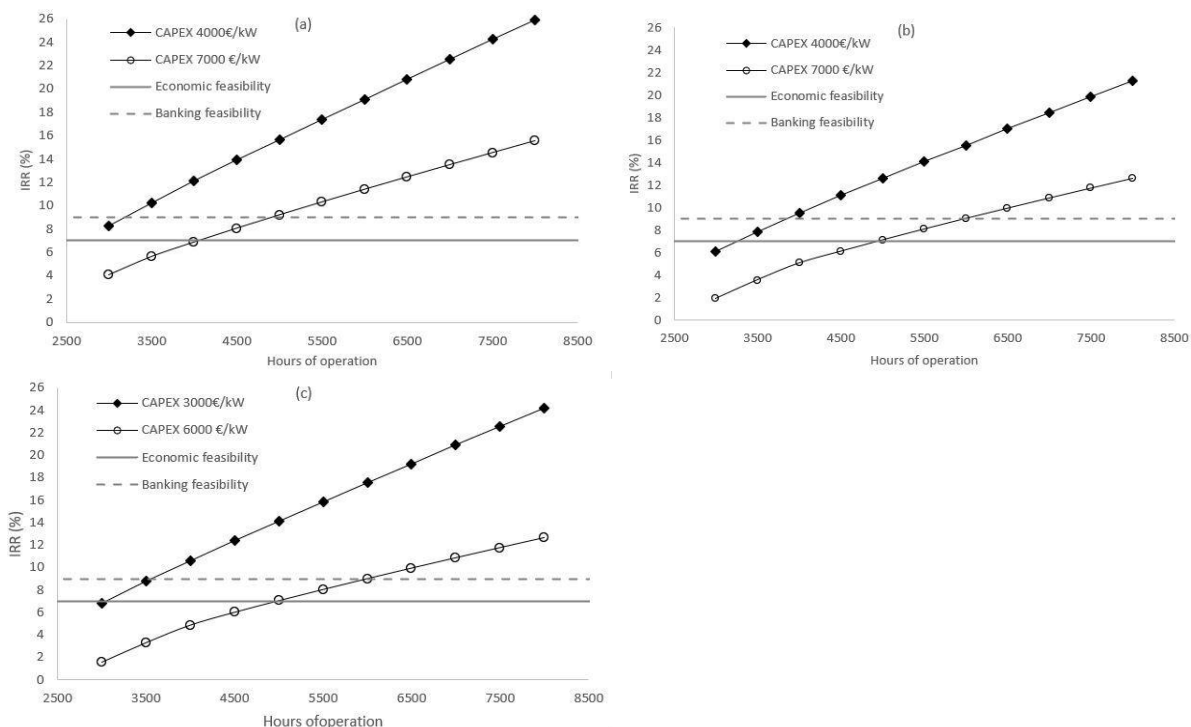 (a)
CAPEX 4000€/kW
CAPEX 7000 €/kW
Economic feasibility
Banking feasibility
IRR (%)
26
24
22
20
18
16
14
12
10
8
6
4
2
0
2500 3500 4500 5500 6500 7500 8500
Hours of operation
(b)
CAPEX 4000€/kW
CAPEX 7000 €/kW
Economic feasibility
Banking feasibility
IRR (%)
26
24
22
20
18
16
14
12
10
8
6
4
2
0
2500 3500 4500 5500 6500 7500 8500
Hours of operation
(c)
CAPEX 3000€/kW
CAPEX 6000 €/kW
Economic feasibility
Banking feasibility
IRR (%)
26
24
22
20
18
16
14
12
10
8
6
4
2
0
2500 3500 4500 5500 6500 7500 8500
Hours ofoperation